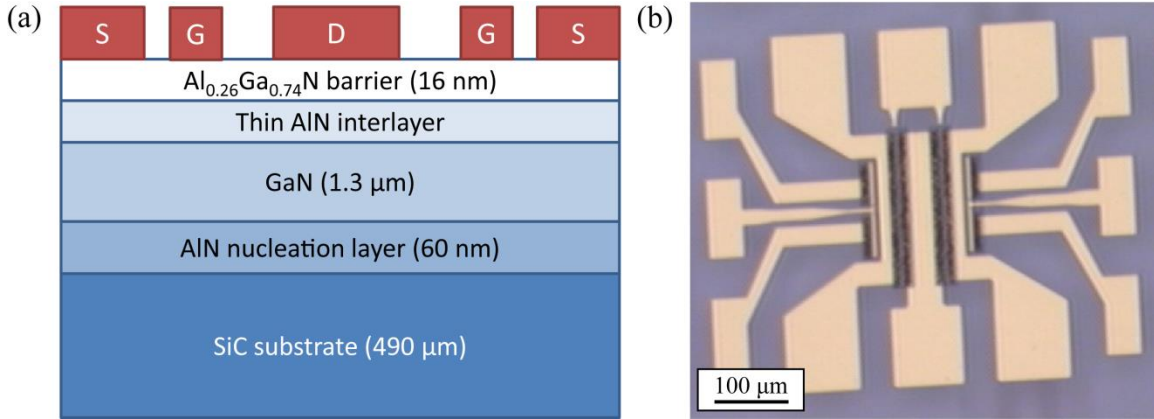 (a)
S G D G S
Al0.26Ga0.74N barrier (16 nm)
Thin AlN interlayer
GaN (1.3 μm)
AlN nucleation layer (60 nm)
SiC substrate (490 μm)
(b)
100 μm